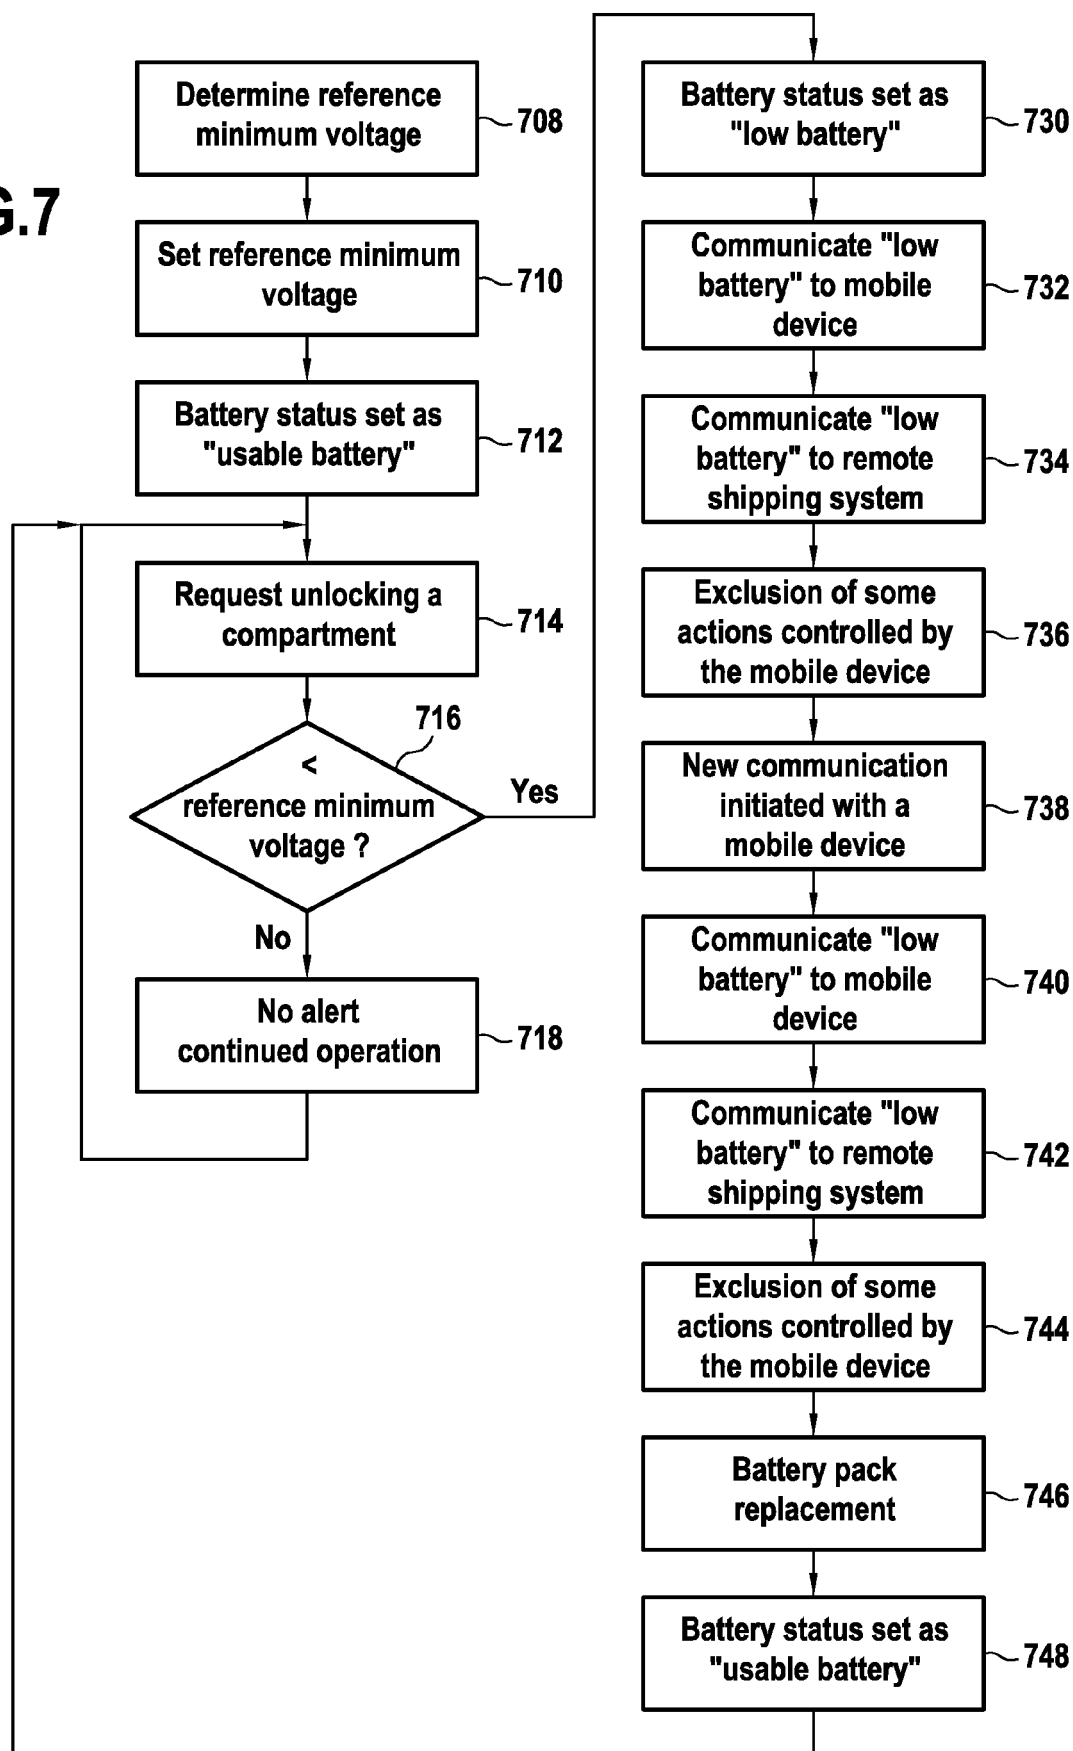 G.7
Determine reference
minimum voltage
708
Set reference minimum
voltage
710
Battery status set as
"usable battery"
712
Request unlocking a
compartment
714
716
<
reference minimum
voltage ?
Yes
No
No alert
continued operation
718
Battery status set as
"low battery"
730
Communicate "low
battery" to mobile
device
732
Communicate "low
battery" to remote
shipping system
734
Exclusion of some
actions controlled by
the mobile device
736
New communication
initiated with a
mobile device
738
Communicate "low
battery" to mobile
device
740
Communicate "low
battery" to remote
shipping system
742
Exclusion of some
actions controlled by
the mobile device
744
Battery pack
replacement
746
Battery status set as
"usable battery"
748